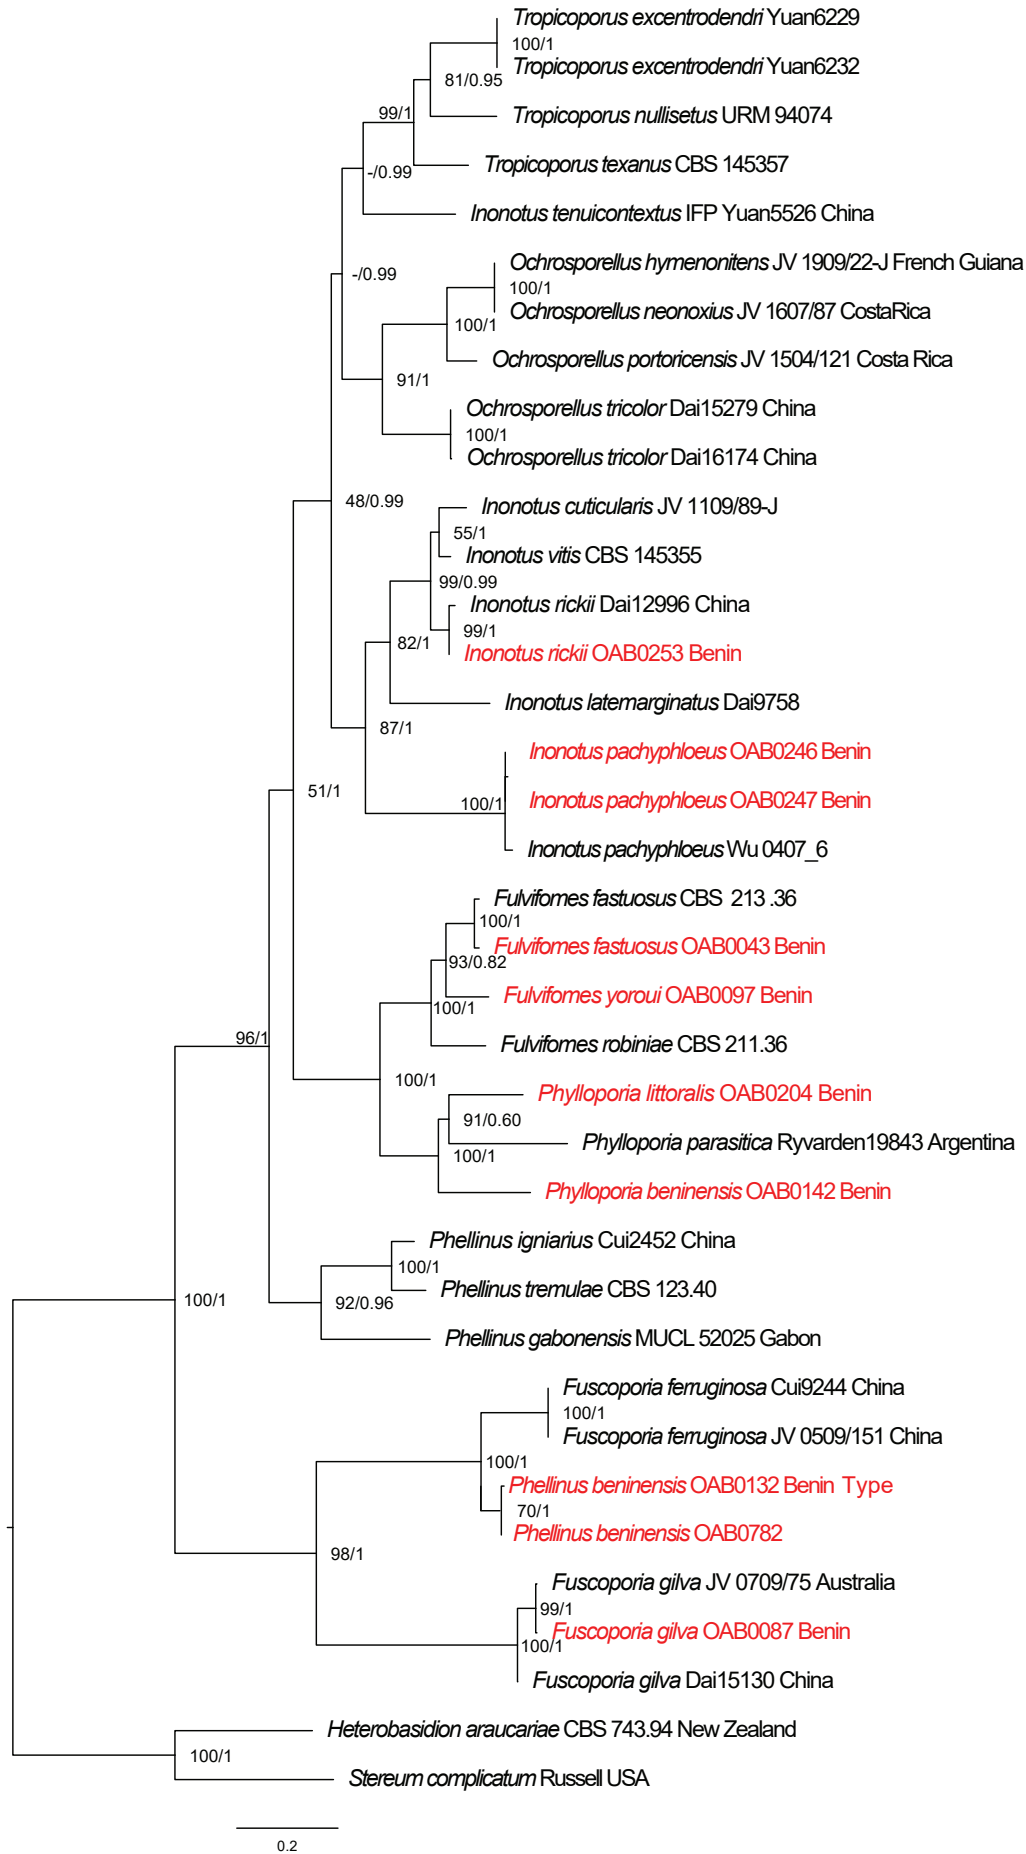 Tropicoporus excentrodendri Yuan6229
100/1
Tropicoporus excentrodendri Yuan6232
81/0.95
99/1
Tropicoporus nullisetus URM 94074
Tropicoporus texanus CBS 145357
-/0.99
Inonotus tenuicontextus IFP Yuan5526 China
Ochrosporellus hymenonitens JV 1909/22-J French Guiana
-/0.99
100/1
Ochrosporellus neonoxius JV 1607/87 CostaRica
100/1
Ochrosporellus portoricensis JV 1504/121 Costa Rica
91/1
Ochrosporellus tricolor Dai15279 China
100/1
Ochrosporellus tricolor Dai16174 China
48/0.99
Inonotus cuticularis JV 1109/89-J
55/1
Inonotus vitis CBS 145355
99/0.99
Inonotus rickii Dai12996 China
99/1
82/1
Inonotus rickii OAB0253 Benin
Inonotus latemarginatus Dai9758
87/1
Inonotus pachyphloeus OAB0246 Benin
51/1
100/1
Inonotus pachyphloeus OAB0247 Benin
Inonotus pachyphloeus Wu 0407_6
Fulvifomes fastuosus CBS 213 .36
100/1
Fulvifomes fastuosus OAB0043 Benin
93/0.82
Fulvifomes yoroui OAB0097 Benin
100/1
Fulvifomes robiniae CBS 211.36
96/1
100/1
Phylloporia littoralis OAB0204 Benin
91/0.60
Phylloporia parasitica Ryvarden19843 Argentina
100/1
Phylloporia beninensis OAB0142 Benin
Phellinus igniarius Cui2452 China
100/1
Phellinus tremulae CBS 123.40
100/1
92/0.96
Phellinus gabonensis MUCL 52025 Gabon
Fuscoporia ferruginosa Cui9244 China
100/1
Fuscoporia ferruginosa JV 0509/151 China
100/1
Phellinus beninensis OAB0132 Benin Type
70/1
Phellinus beninensis OAB0782
98/1
Fuscoporia gilva JV 0709/75 Australia
99/1
Fuscoporia gilva OAB0087 Benin
100/1
Fuscoporia gilva Dai15130 China
Heterobasidion araucariae CBS 743.94 New Zealand
100/1
Stereum complicatum Russell USA
0.2